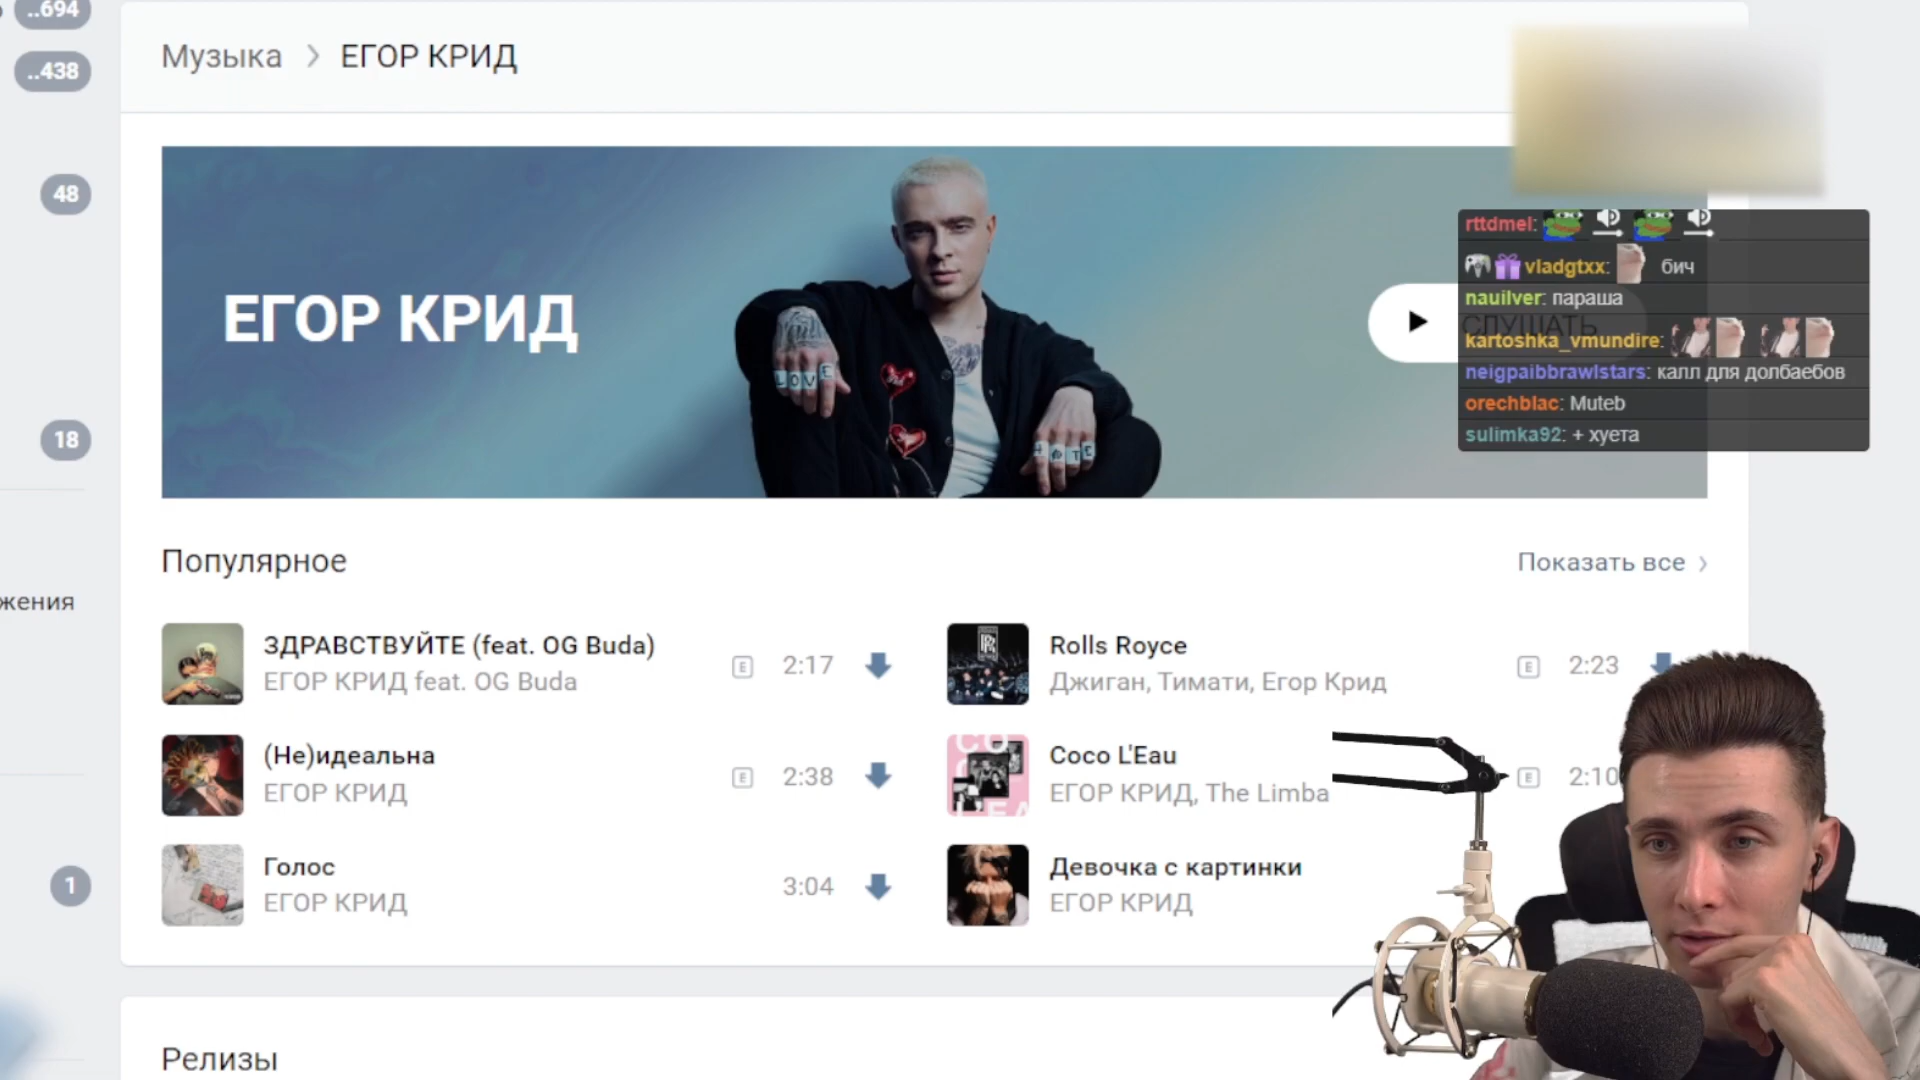 ..694
..438
48
18
жения
1
Музыка > ЕГОР КРИД
ЕГОР КРИД
СЛУШАТЬ
rttdmel:
vladgtxx: бич
nauilver: параша
kartoshka_vmundire:
neigpaibbrawlstars: калл для долбаебов
orechblac: Muteb
sulimka92: + хуета
Популярное
Показать все >
ЗДРАВСТВУЙТЕ (feat. OG Buda)
ЕГОР КРИД feat. OG Buda
E 2:17
Rolls Royce
Джиган, Тимати, Егор Крид
E 2:23
(Не)идеальна
ЕГОР КРИД
E 2:38
Coco L'Eau
ЕГОР КРИД, The Limba
E 2:10
Голос
ЕГОР КРИД
3:04
Девочка с картинки
ЕГОР КРИД
Релизы